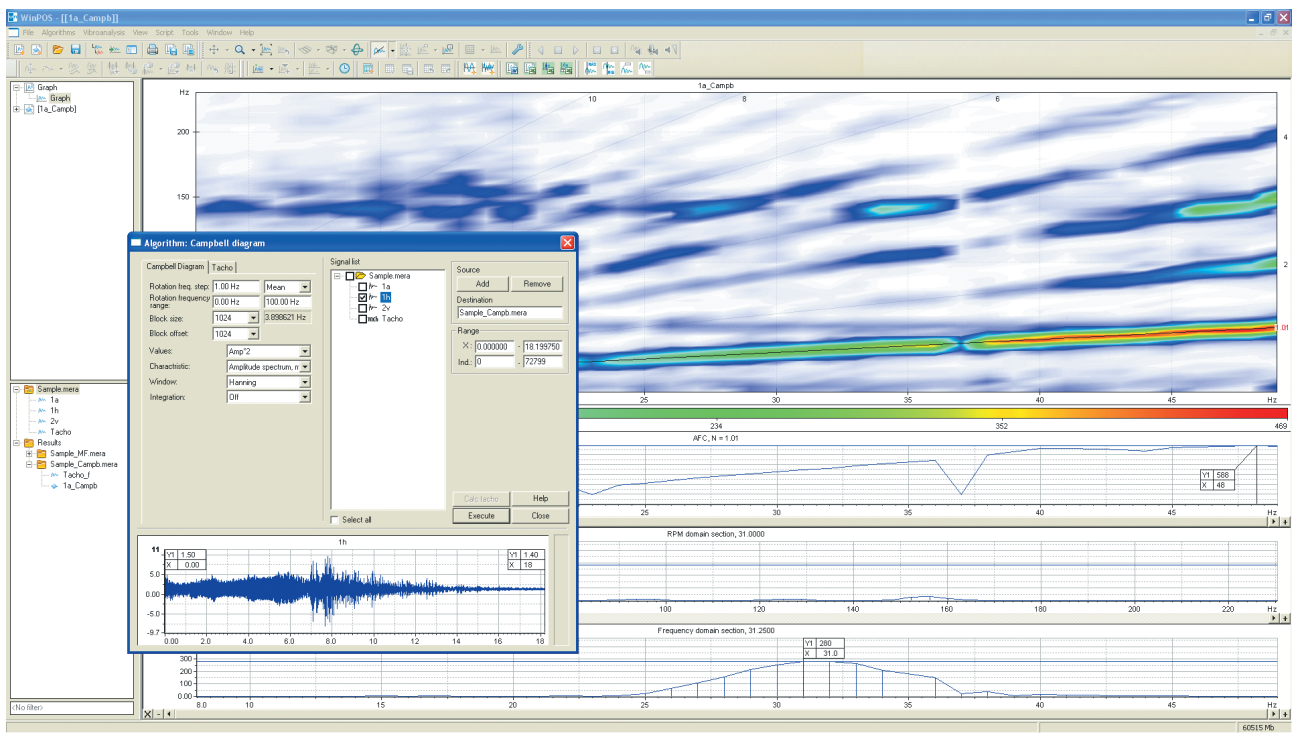 WinPOS - [[1a_Campb]]
File Algorithms Vibroanalysis View Script Tools Window Help
Graph
Graph
[1a_Campb]
1a_Campb
Hz
10
8
6
200
4
150
2
1.01
25
30
35
40
45
Hz
234
352
469
AFC, N = 1.01
Y1 588
X 48
25
30
35
40
45
Hz
RPM domain section, 31.0000
100
120
140
160
180
200
220
Hz
Frequency domain section, 31.2500
Y1 280
X 31.0
300
200
100
0.00
8.0
10
15
20
25
30
35
40
45
Hz
Algorithm: Campbell diagram
Campbell Diagram Tacho
Rotation freq. step: 1.00 Hz Mean
Rotation frequency range: 0.00 Hz 100.00 Hz
Block size: 1024 3.898621 Hz
Block offset: 1024
Values: Amp^2
Charactristic: Amplitude spectrum, r
Window: Hanning
Integration: Off
Signal list
Sample.mera
1a
1h
2v
Tacho
Select all
Source
Add Remove
Destination
Sample_Campb.mera
Range
X: 0.000000 - 18.199750
Ind.: 0 - 72799
Calc tacho Help
Execute Close
1h
11
Y1 1.50
X 0.00
Y1 1.40
X 18
5.0
0.00
-5.0
-9.7
0.00 2.0 4.0 6.0 8.0 10 12 14 16 18
Sample.mera
1a
1h
2v
Tacho
Results
Sample_MF.mera
Sample_Campb.mera
Tacho_f
1a_Campb
<No filter>
60515 Mb